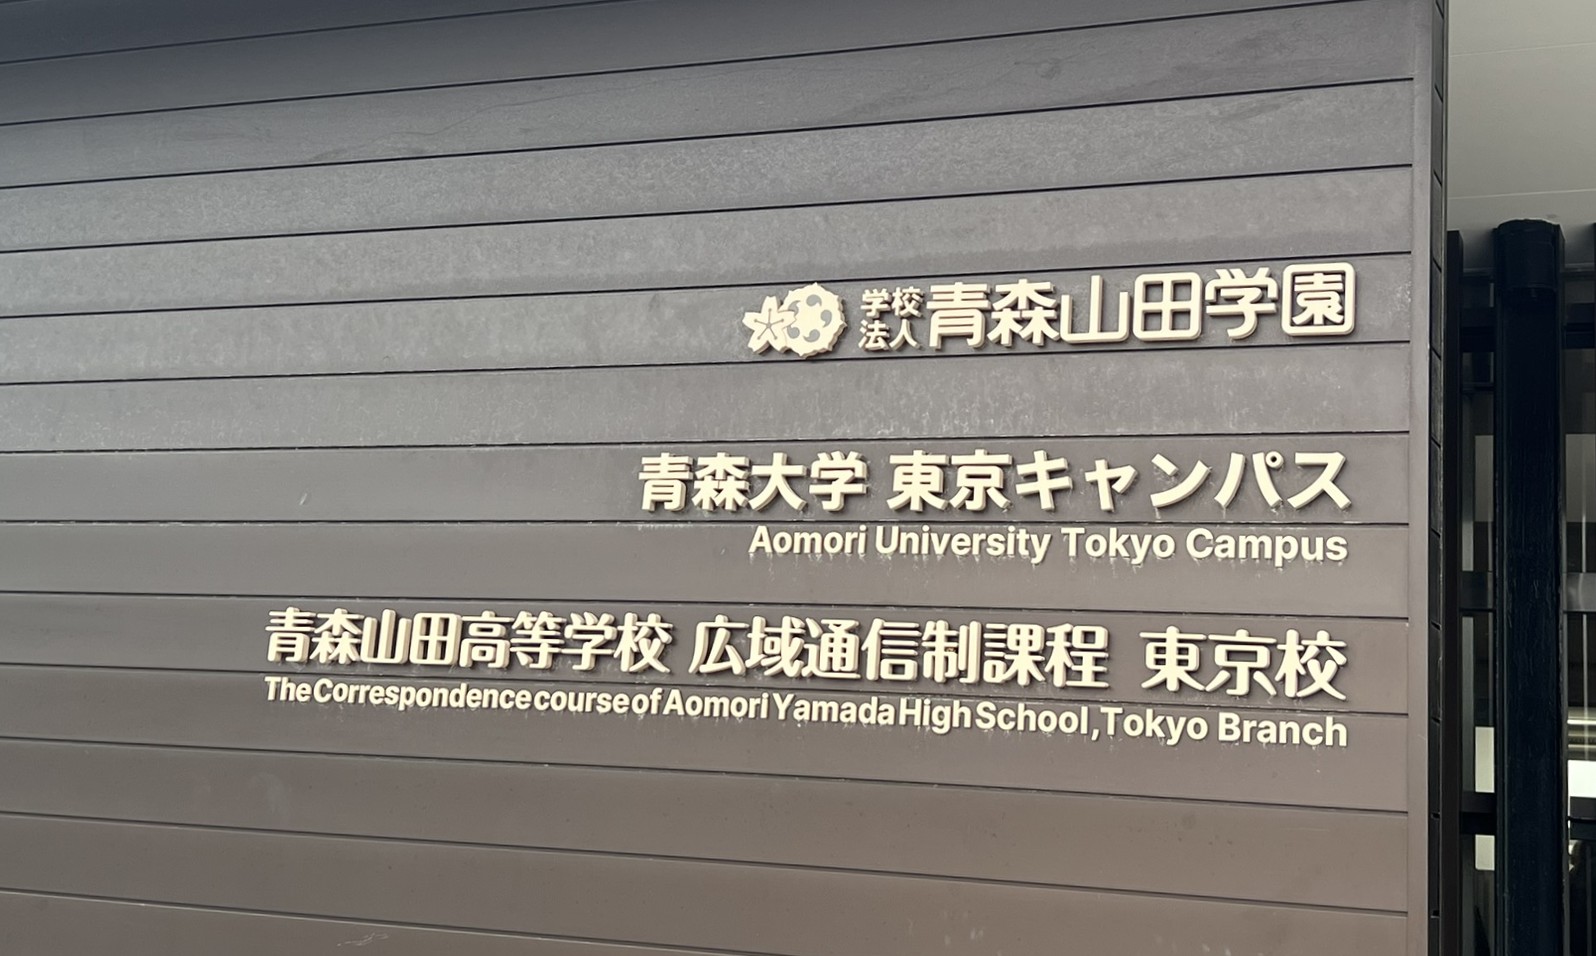 学校法人 青森山田学園
青森大学 東京キャンパス
Aomori University Tokyo Campus
青森山田高等学校 広域通信制課程 東京校
The Correspondence course of Aomori Yamada High School, Tokyo Branch